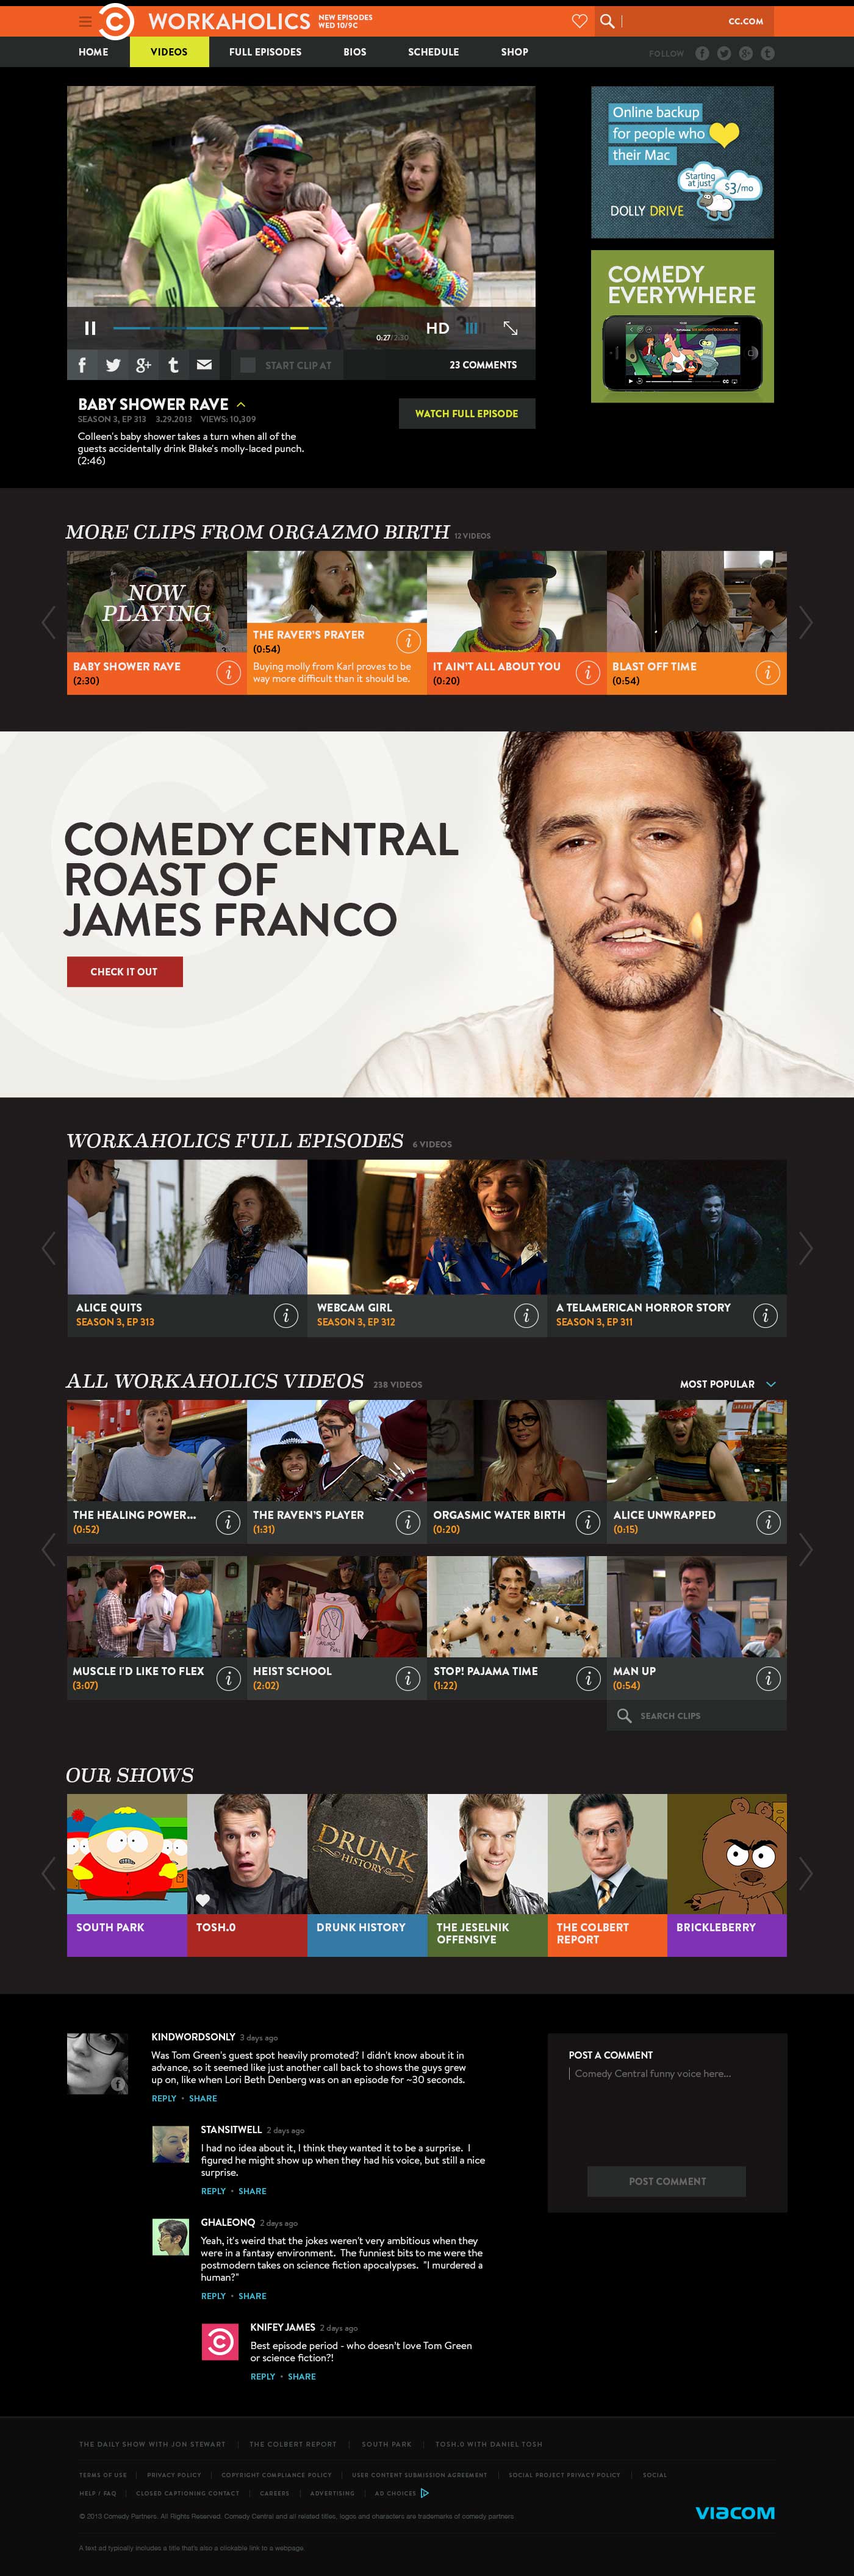 WORKAHOLICS
NEW EPISODES
WED 10/9C
CC.COM
HOME
VIDEOS
FULL EPISODES
BIOS
SCHEDULE
SHOP
FOLLOW
Online backup
for people who
their Mac
Starting
at just
$3/mo
DOLLY DRIVE
COMEDY
EVERYWHERE
0:27/2:30
HD
START CLIP AT
23 COMMENTS
BABY SHOWER RAVE
SEASON 3, EP 313 3.29.2013 VIEWS: 10,309
Colleen's baby shower takes a turn when all of the
guests accidentally drink Blake's molly-laced punch.
(2:46)
WATCH FULL EPISODE
MORE CLIPS FROM ORGAZMO BIRTH 12 VIDEOS
NOW
PLAYING
BABY SHOWER RAVE
(2:30)
THE RAVER'S PRAYER
(0:54)
Buying molly from Karl proves to be
way more difficult than it should be.
IT AIN'T ALL ABOUT YOU
(0:20)
BLAST OFF TIME
(0:54)
COMEDY CENTRAL
ROAST OF
JAMES FRANCO
CHECK IT OUT
WORKAHOLICS FULL EPISODES 6 VIDEOS
ALICE QUITS
SEASON 3, EP 313
WEBCAM GIRL
SEASON 3, EP 312
A TELAMERICAN HORROR STORY
SEASON 3, EP 311
ALL WORKAHOLICS VIDEOS 238 VIDEOS
MOST POPULAR
THE HEALING POWER...
(0:52)
THE RAVEN'S PLAYER
(1:31)
ORGASMIC WATER BIRTH
(0:20)
ALICE UNWRAPPED
(0:15)
MUSCLE I'D LIKE TO FLEX
(3:07)
HEIST SCHOOL
(2:02)
STOP! PAJAMA TIME
(1:22)
MAN UP
(0:54)
SEARCH CLIPS
OUR SHOWS
DRUNK
HISTORY
SOUTH PARK
TOSH.0
DRUNK HISTORY
THE JESELNIK
OFFENSIVE
THE COLBERT
REPORT
BRICKLEBERRY
KINDWORDSONLY 3 days ago
Was Tom Green's guest spot heavily promoted? I didn't know about it in
advance, so it seemed like just another call back to shows the guys grew
up on, like when Lori Beth Denberg was on an episode for ~30 seconds.
REPLY • SHARE
STANSITWELL 2 days ago
I had no idea about it, I think they wanted it to be a surprise. I
figured he might show up when they had his voice, but still a nice
surprise.
REPLY • SHARE
GHALEONQ 2 days ago
Yeah, it's weird that the jokes weren't very ambitious when they
were in a fantasy environment. The funniest bits to me were the
postmodern takes on science fiction apocalypses. "I murdered a
human?"
REPLY • SHARE
KNIFEY JAMES 2 days ago
Best episode period - who doesn't love Tom Green
or science fiction?!
REPLY • SHARE
POST A COMMENT
Comedy Central funny voice here...
POST COMMENT
THE DAILY SHOW WITH JON STEWART | THE COLBERT REPORT | SOUTH PARK | TOSH.0 WITH DANIEL TOSH
TERMS OF USE | PRIVACY POLICY | COPYRIGHT COMPLIANCE POLICY | USER CONTENT SUBMISSION AGREEMENT | SOCIAL PROJECT PRIVACY POLICY | SOCIAL
HELP / FAQ | CLOSED CAPTIONING CONTACT | CAREERS | ADVERTISING | AD CHOICES
© 2013 Comedy Partners. All Rights Reserved. Comedy Central and all related titles, logos and characters are trademarks of comedy partners.
VIACOM
A text ad typically includes a title that's also a clickable link to a webpage.